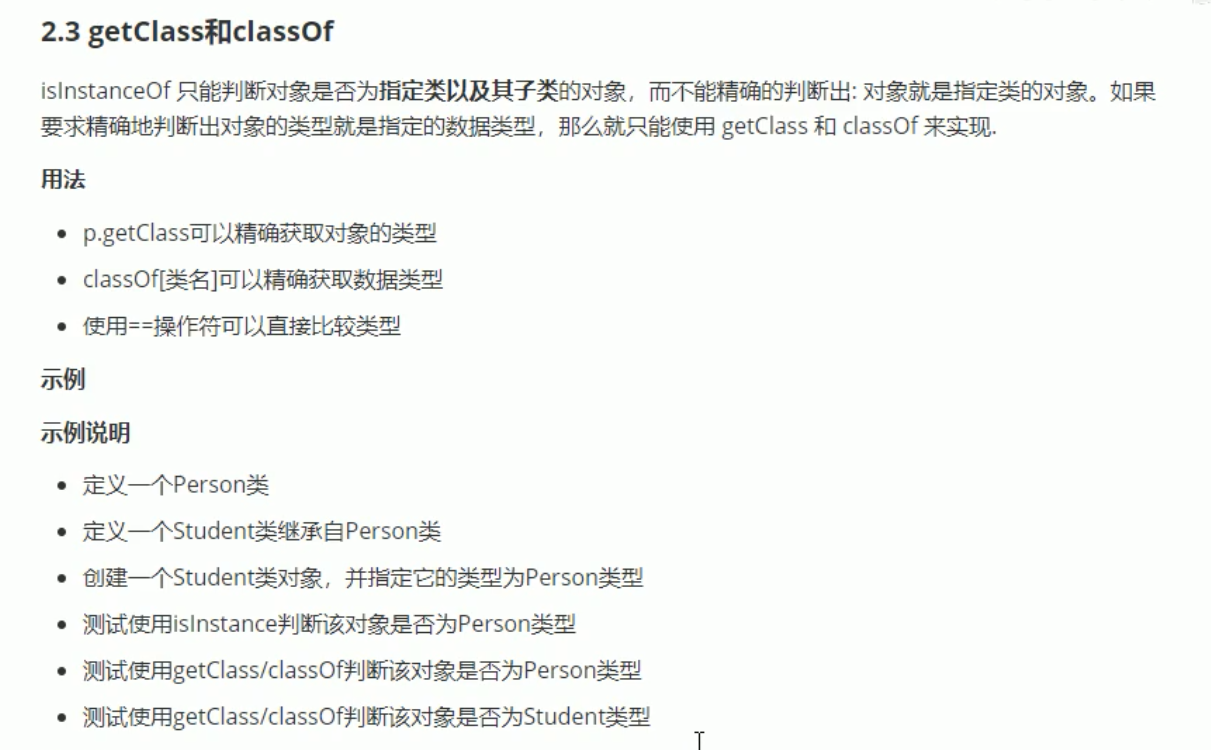 2.3 getClass和classOf
isInstanceOf 只能判断对象是否为指定类以及其子类的对象，而不能精确的判断出: 对象就是指定类的对象。如果
要求精确地判断出对象的类型就是指定的数据类型，那么就只能使用 getClass 和 classOf 来实现.
用法
• p.getClass可以精确获取对象的类型
• classOf[类名]可以精确获取数据类型
• 使用==操作符可以直接比较类型
示例
示例说明
• 定义一个Person类
• 定义一个Student类继承自Person类
• 创建一个Student类对象，并指定它的类型为Person类型
• 测试使用isInstance判断该对象是否为Person类型
• 测试使用getClass/classOf判断该对象是否为Person类型
• 测试使用getClass/classOf判断该对象是否为Student类型